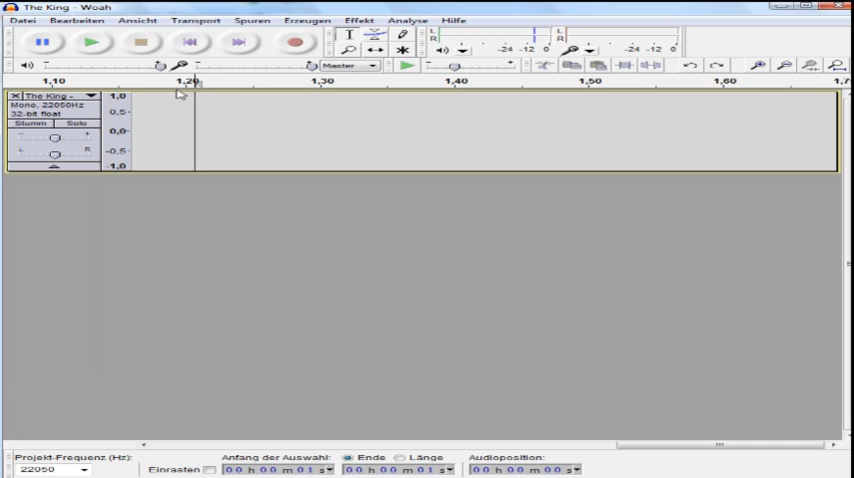 The King - Woah
Datei Bearbeiten Ansicht Transport Spuren Erzeugen Effekt Analyse Hilfe
L
R
-24 -12 0
L
R
-24 -12 0
Master
1,10 1,20 1,30 1,40 1,50 1,60 1,7
The King -
Mono, 22050Hz
32-bit float
Stumm Solo
- +
L R
1,0
0,5-
0,0-
-0,5-
-1,0
Projekt-Frequenz (Hz):
22050
Einrasten
Anfang der Auswahl:
00 h 00 m 01 s
Ende Länge
00 h 00 m 01 s
Audioposition:
00 h 00 m 00 s